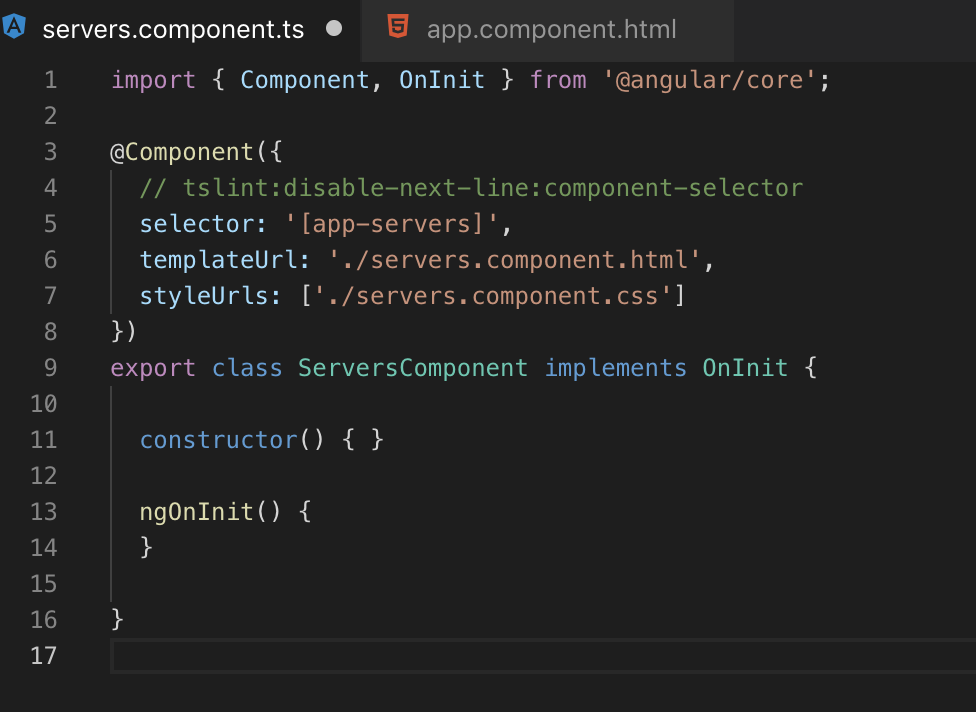 servers.component.ts
app.component.html
1 import { Component, OnInit } from '@angular/core';
2
3 @Component({
4   // tslint:disable-next-line:component-selector
5   selector: '[app-servers]',
6   templateUrl: './servers.component.html',
7   styleUrls: ['./servers.component.css']
8 })
9 export class ServersComponent implements OnInit {
10
11   constructor() { }
12
13   ngOnInit() {
14   }
15
16 }
17